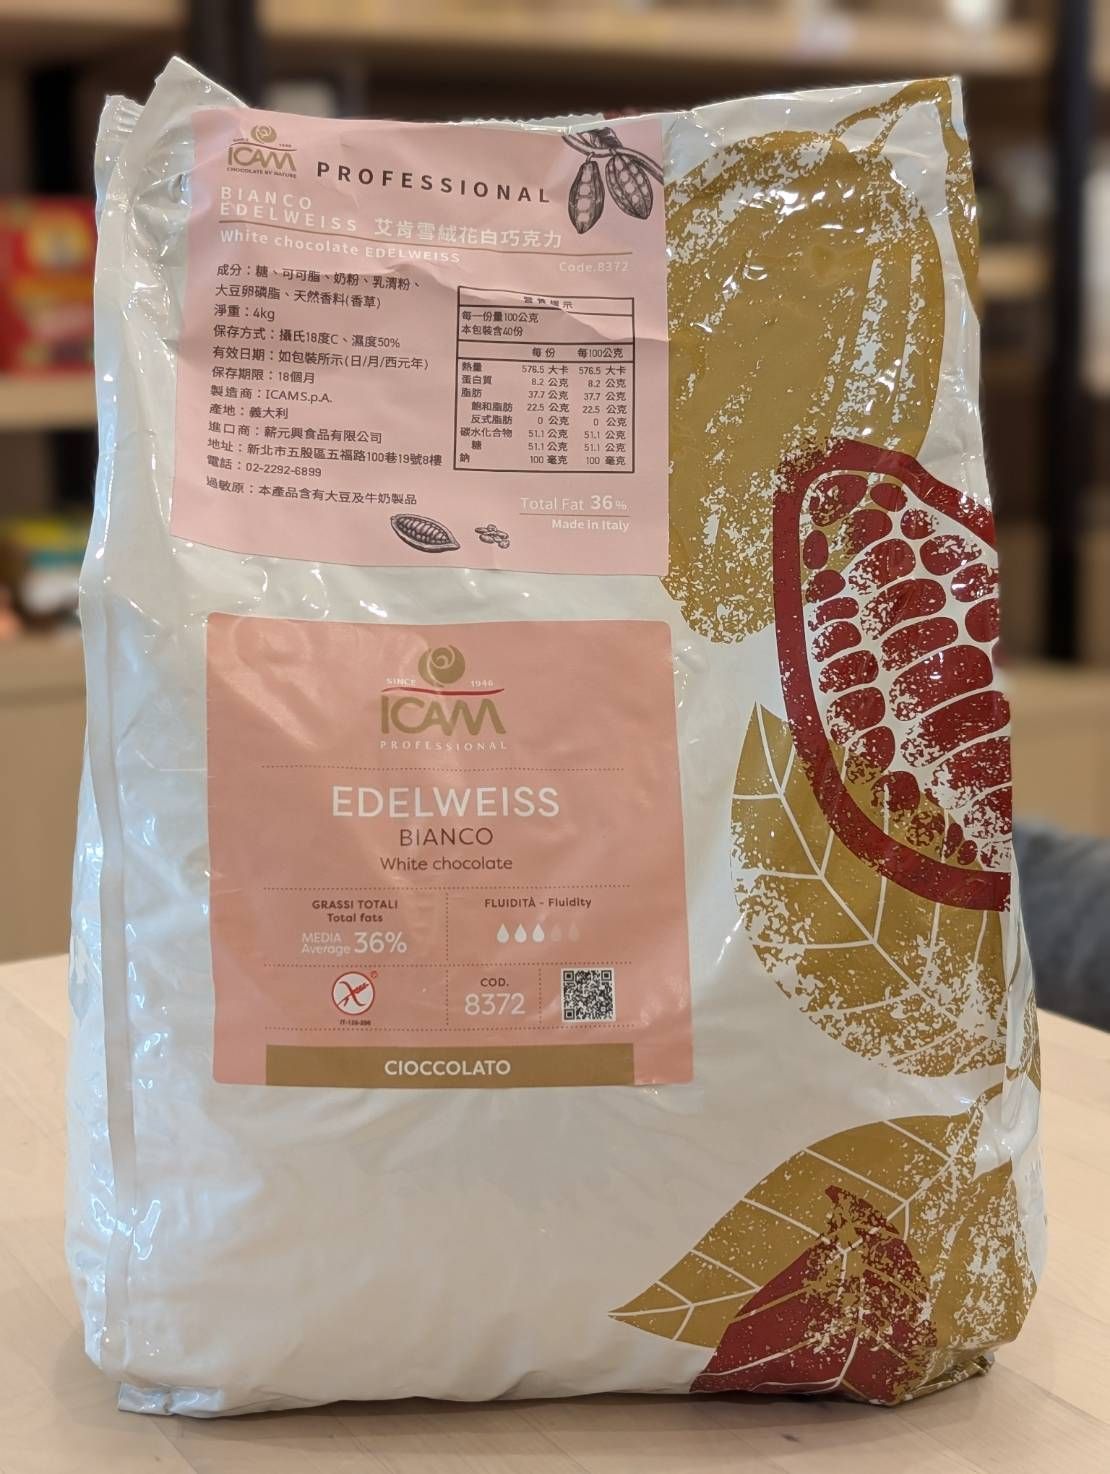 1946
ICAM
CHOCOLATE BY NATURE
PROFESSIONAL
BIANCO
EDELWEISS 艾肯雪絨花白巧克力
White chocolate EDELWEISS
Code.8372
成分：糖、可可脂、奶粉、乳清粉、
大豆卵磷脂、天然香料(香草)
淨重：4kg
保存方式：攝氏18度C、濕度50%
有效日期：如包裝所示(日/月/西元年)
保存期限：18個月
製造商：ICAM S.p.A.
產地：義大利
進口商：薪元興食品有限公司
地址：新北市五股區五福路100巷19號8樓
電話：02-2292-6899
過敏原：本產品含有大豆及牛奶製品
營養標示
每一份量100公克
本包裝含40份
每份 每100公克
熱量 576.5 大卡 576.5 大卡
蛋白質 8.2 公克 8.2 公克
脂肪 37.7 公克 37.7 公克
飽和脂肪 22.5 公克 22.5 公克
反式脂肪 0 公克 0 公克
碳水化合物 51.1 公克 51.1 公克
糖 51.1 公克 51.1 公克
鈉 100 毫克 100 毫克
Total Fat 36%
Made in Italy
SINCE 1946
ICAM
PROFESSIONAL
EDELWEISS
BIANCO
White chocolate
GRASSI TOTALI
Total fats
MEDIA
Average 36%
FLUIDITÀ - Fluidity
COD.
8372
CIOCCOLATO